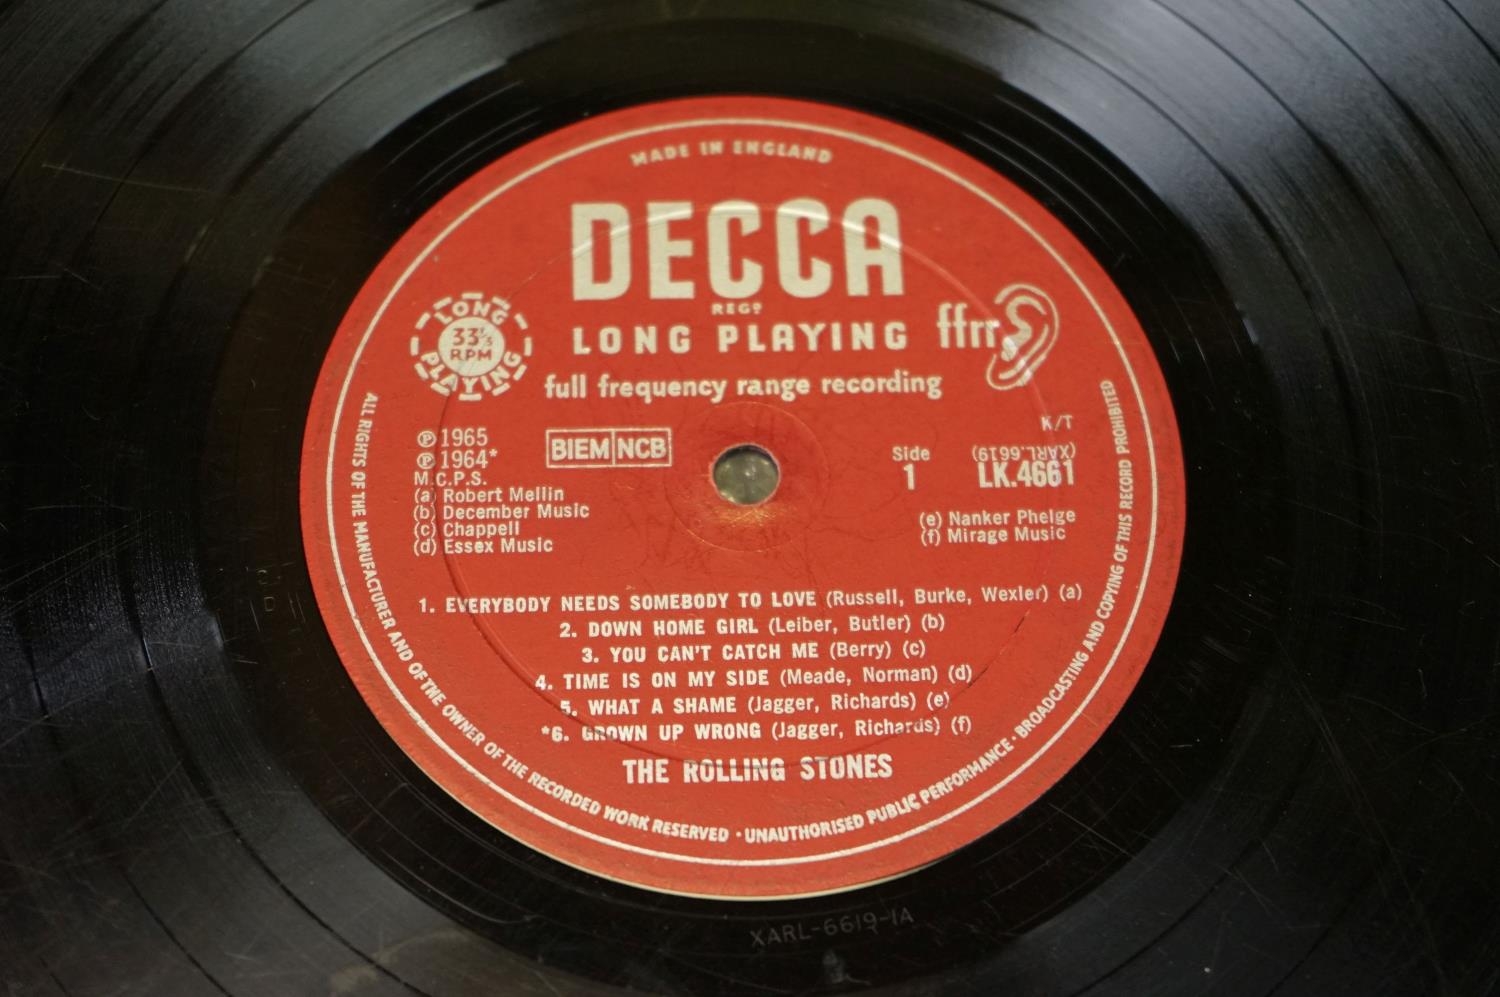 MADE IN ENGLAND
DECCA
REGD
LONG PLAYING
ffrr
full frequency range recording
LONG
33⅓
RPM
PLAYING
K/T
℗ 1965
℗ 1964*
M.C.P.S.
(a) Robert Mellin
(b) December Music
(c) Chappell
(d) Essex Music
BIEM NCB
Side
1
(XARL.6619)
LK.4661
(e) Nanker Phelge
(f) Mirage Music
1. EVERYBODY NEEDS SOMEBODY TO LOVE (Russell, Burke, Wexler) (a)
2. DOWN HOME GIRL (Leiber, Butler) (b)
3. YOU CAN'T CATCH ME (Berry) (c)
4. TIME IS ON MY SIDE (Meade, Norman) (d)
5. WHAT A SHAME (Jagger, Richards) (e)
*6. GROWN UP WRONG (Jagger, Richards) (f)
THE ROLLING STONES
ALL RIGHTS OF THE MANUFACTURER AND OF THE OWNER OF THE RECORDED WORK RESERVED · UNAUTHORISED PUBLIC PERFORMANCE · BROADCASTING AND COPYING OF THIS RECORD PROHIBITED
XARL-6619-1A